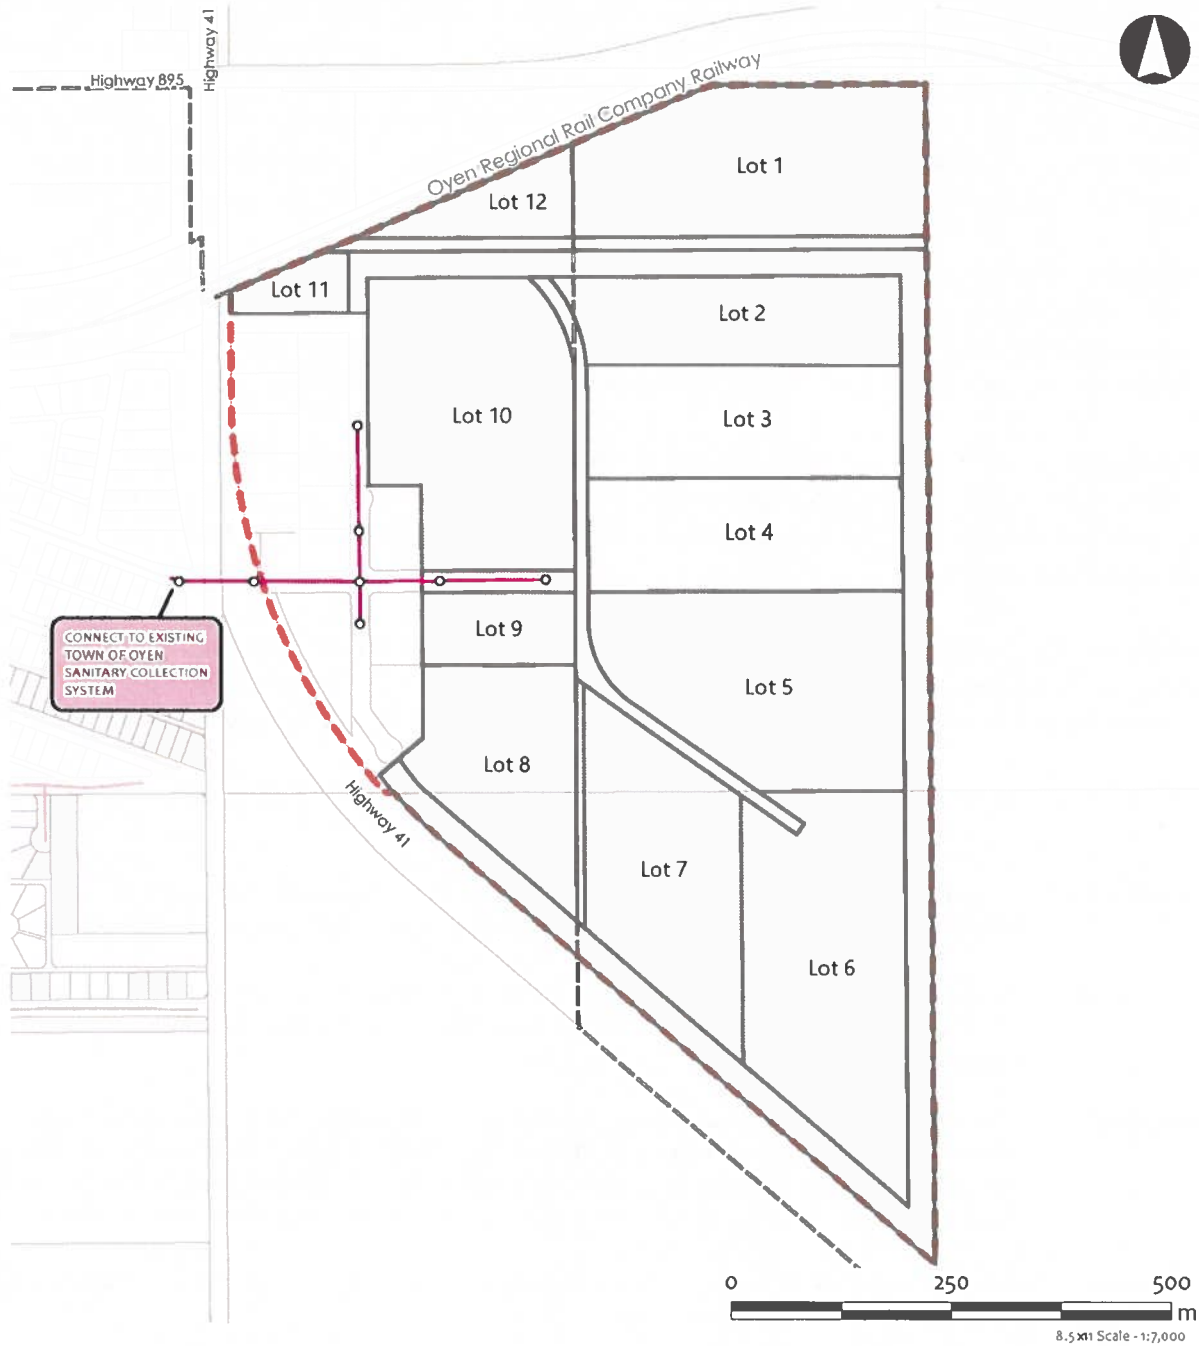 Highway 41
Highway 895
Oyen Regional Rail Company Railway
Lot 1
Lot 12
Lot 11
Lot 2
Lot 10
Lot 3
Lot 4
Lot 9
CONNECT TO EXISTING
TOWN OF OYEN
SANITARY COLLECTION
SYSTEM
Lot 5
Lot 8
Highway 41
Lot 7
Lot 6
0 250 500
m
8.5x11 Scale - 1:7,000